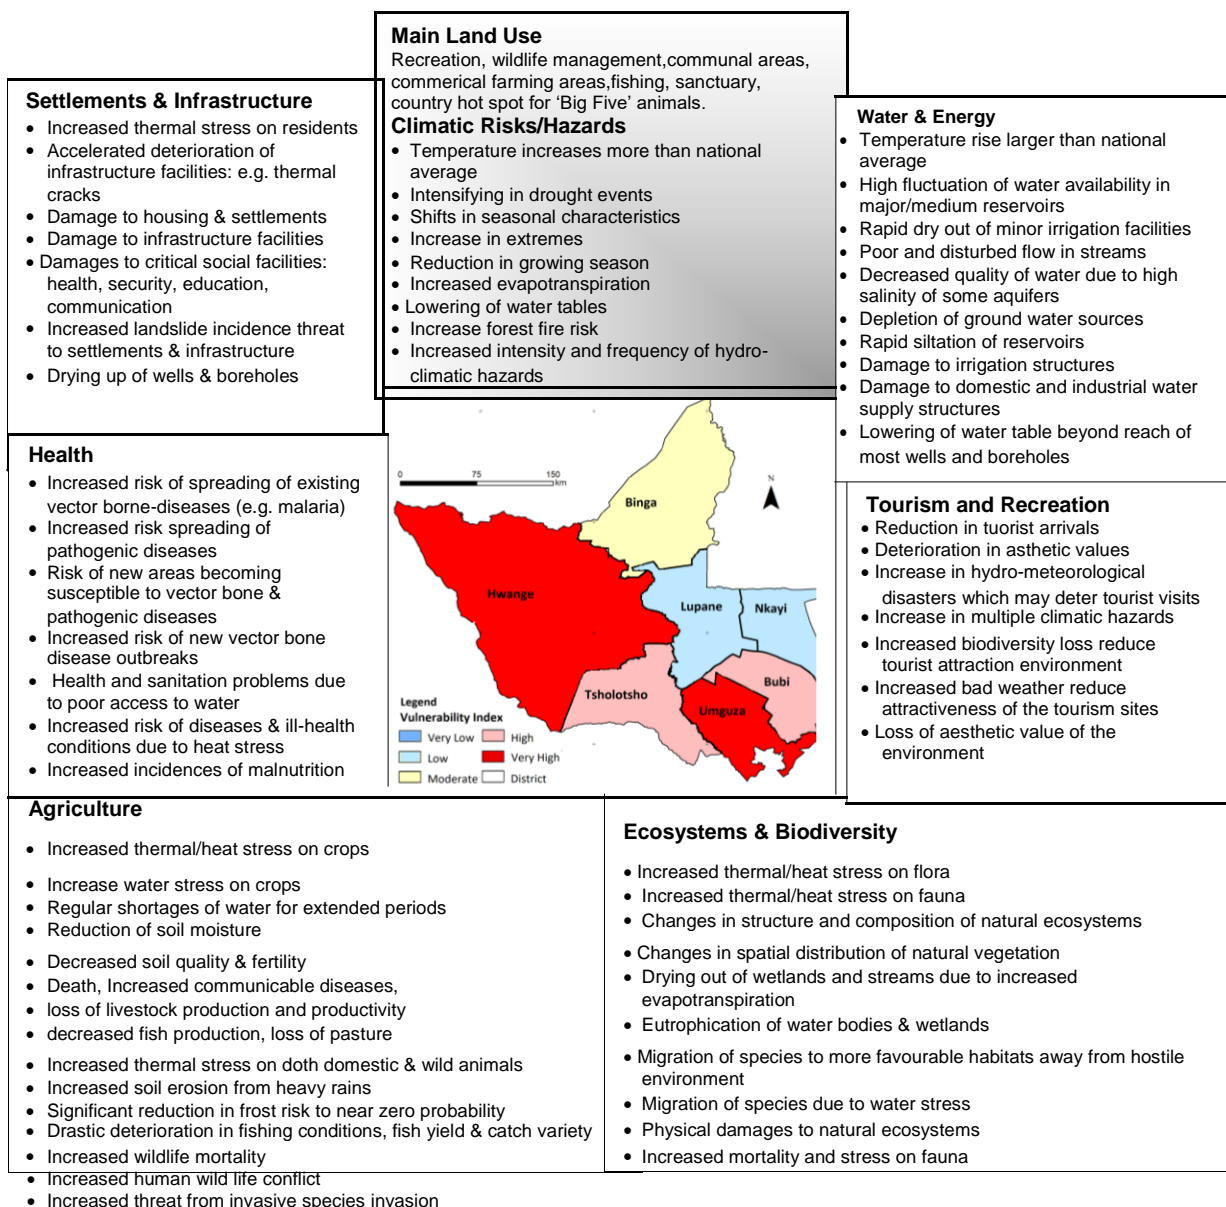 Main Land Use
Recreation, wildlife management,communal areas,
commerical farming areas,fishing, sanctuary,
country hot spot for ‘Big Five’ animals.
Climatic Risks/Hazards
• Temperature increases more than national
average
• Intensifying in drought events
• Shifts in seasonal characteristics
• Increase in extremes
• Reduction in growing season
• Increased evapotranspiration
• Lowering of water tables
• Increase forest fire risk
• Increased intensity and frequency of hydro-
climatic hazards
Settlements & Infrastructure
• Increased thermal stress on residents
• Accelerated deterioration of
infrastructure facilities: e.g. thermal
cracks
• Damage to housing & settlements
• Damage to infrastructure facilities
• Damages to critical social facilities:
health, security, education,
communication
• Increased landslide incidence threat
to settlements & infrastructure
• Drying up of wells & boreholes
Water & Energy
• Temperature rise larger than national
average
• High fluctuation of water availability in
major/medium reservoirs
• Rapid dry out of minor irrigation facilities
• Poor and disturbed flow in streams
• Decreased quality of water due to high
salinity of some aquifers
• Depletion of ground water sources
• Rapid siltation of reservoirs
• Damage to irrigation structures
• Damage to domestic and industrial water
supply structures
• Lowering of water table beyond reach of
most wells and boreholes
Health
• Increased risk of spreading of existing
vector borne-diseases (e.g. malaria)
• Increased risk spreading of
pathogenic diseases
• Risk of new areas becoming
susceptible to vector bone &
pathogenic diseases
• Increased risk of new vector bone
disease outbreaks
• Health and sanitation problems due
to poor access to water
• Increased risk of diseases & ill-health
conditions due to heat stress
• Increased incidences of malnutrition
0 75 150
km
N
Binga
Hwange
Lupane
Nkayi
Tsholotsho
Bubi
Umguza
Legend
Vulnerability Index
Very Low
High
Low
Very High
Moderate
District
Tourism and Recreation
• Reduction in tuorist arrivals
• Deterioration in asthetic values
• Increase in hydro-meteorological
disasters which may deter tourist visits
• Increase in multiple climatic hazards
• Increased biodiversity loss reduce
tourist attraction environment
• Increased bad weather reduce
attractiveness of the tourism sites
• Loss of aesthetic value of the
environment
Agriculture
• Increased thermal/heat stress on crops
• Increase water stress on crops
• Regular shortages of water for extended periods
• Reduction of soil moisture
• Decreased soil quality & fertility
• Death, Increased communicable diseases,
• loss of livestock production and productivity
• decreased fish production, loss of pasture
• Increased thermal stress on doth domestic & wild animals
• Increased soil erosion from heavy rains
• Significant reduction in frost risk to near zero probability
• Drastic deterioration in fishing conditions, fish yield & catch variety
• Increased wildlife mortality
• Increased human wild life conflict
• Increased threat from invasive species invasion
Ecosystems & Biodiversity
• Increased thermal/heat stress on flora
• Increased thermal/heat stress on fauna
• Changes in structure and composition of natural ecosystems
• Changes in spatial distribution of natural vegetation
• Drying out of wetlands and streams due to increased
evapotranspiration
• Eutrophication of water bodies & wetlands
• Migration of species to more favourable habitats away from hostile
environment
• Migration of species due to water stress
• Physical damages to natural ecosystems
• Increased mortality and stress on fauna